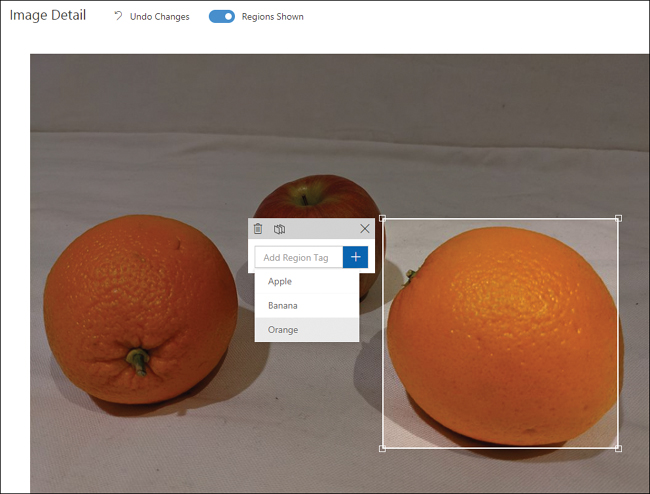 Image Detail
Undo Changes
Regions Shown
Add Region Tag
Apple
Banana
Orange